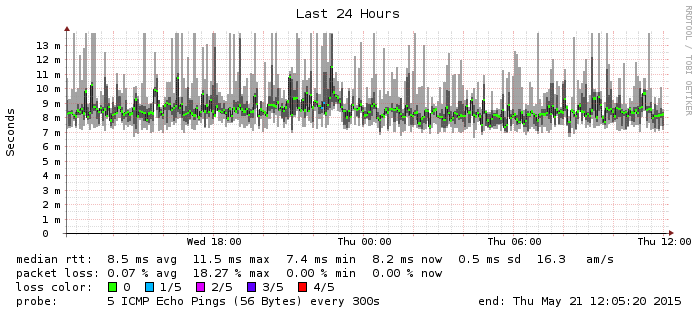 Last 24 Hours
RRDTOOL / TOBI OETIKER
Seconds
13 m
12 m
11 m
10 m
9 m
8 m
7 m
6 m
5 m
4 m
3 m
2 m
1 m
0
Wed 18:00 Thu 00:00 Thu 06:00 Thu 12:00
median rtt: 8.5 ms avg 11.5 ms max 7.4 ms min 8.2 ms now 0.5 ms sd 16.3 am/s
packet loss: 0.07 % avg 18.27 % max 0.00 % min 0.00 % now
loss color: 0 1/5 2/5 3/5 4/5
probe: 5 ICMP Echo Pings (56 Bytes) every 300s end: Thu May 21 12:05:20 2015